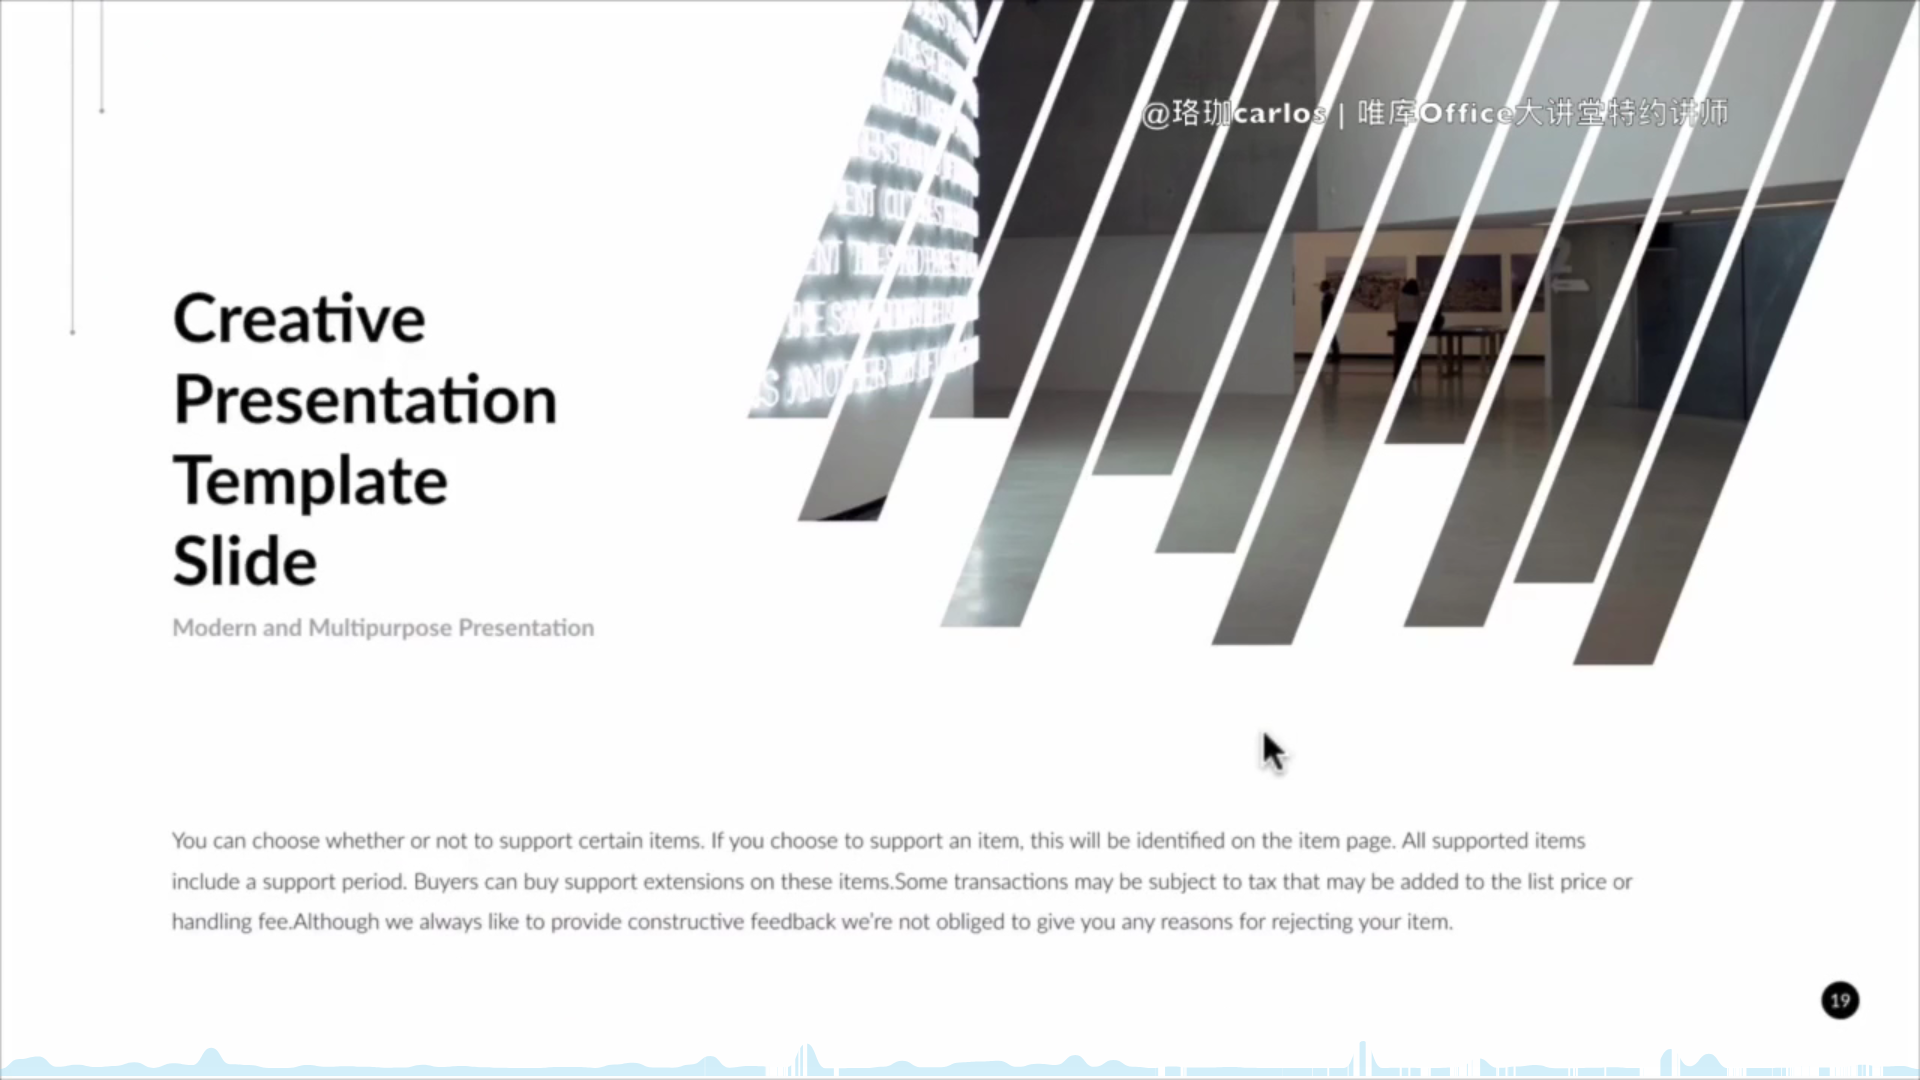 @珞珈carlos | 唯库Office大讲堂特约讲师
Creative
Presentation
Template
Slide
Modern and Multipurpose Presentation
You can choose whether or not to support certain items. If you choose to support an item, this will be identified on the item page. All supported items
include a support period. Buyers can buy support extensions on these items.Some transactions may be subject to tax that may be added to the list price or
handling fee.Although we always like to provide constructive feedback we're not obliged to give you any reasons for rejecting your item.
19